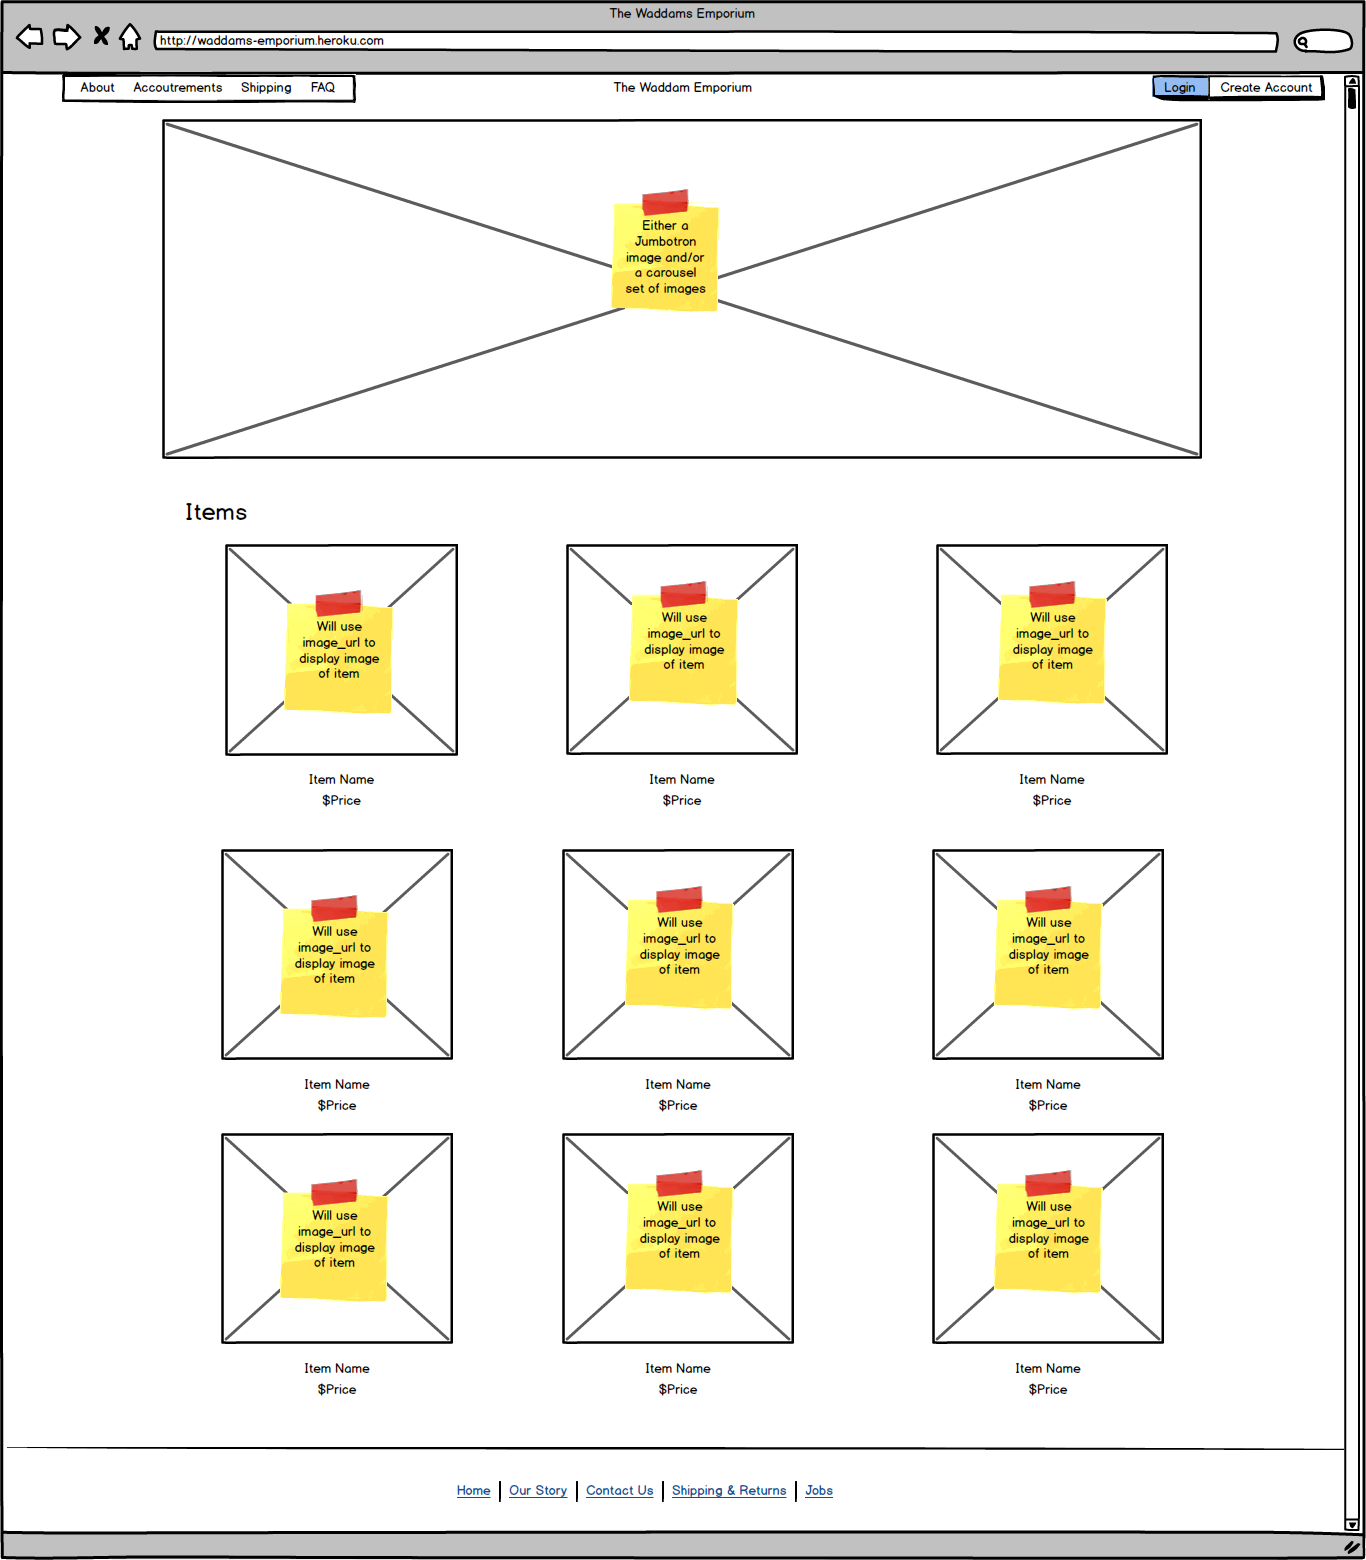 The Waddams Emporium
http://waddams-emporium.heroku.com
About Accoutrements Shipping FAQ
The Waddam Emporium
Login Create Account
Either a
Jumbotron
image and/or
a carousel
set of images
Items
Will use
image_url to
display image
of item
Will use
image_url to
display image
of item
Will use
image_url to
display image
of item
Item Name
$Price
Item Name
$Price
Item Name
$Price
Will use
image_url to
display image
of item
Will use
image_url to
display image
of item
Will use
image_url to
display image
of item
Item Name
$Price
Item Name
$Price
Item Name
$Price
Will use
image_url to
display image
of item
Will use
image_url to
display image
of item
Will use
image_url to
display image
of item
Item Name
$Price
Item Name
$Price
Item Name
$Price
Home Our Story Contact Us Shipping & Returns Jobs